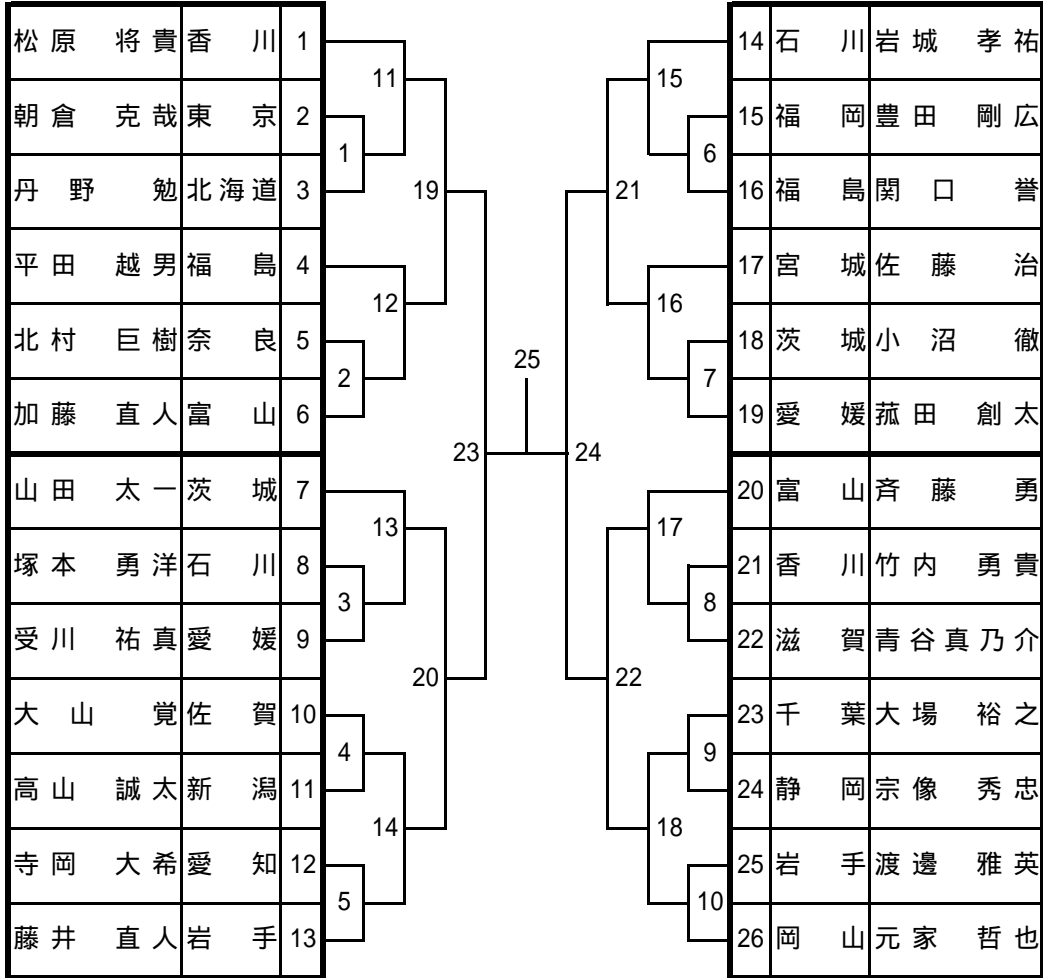 松原 将貴 香川 1
朝倉 克哉 東京 2
丹野 勉 北海道 3
平田 越男 福島 4
北村 巨樹 奈良 5
加藤 直人 富山 6
山田 太一 茨城 7
塚本 勇洋 石川 8
受川 祐真 愛媛 9
大山 覚 佐賀 10
高山 誠太 新潟 11
寺岡 大希 愛知 12
藤井 直人 岩手 13
11
1
19
12
2
23
13
3
20
4
14
5
25
14 石川 岩城 孝祐
15 福岡 豊田 剛広
16 福島 関口 誉
17 宮城 佐藤 治
18 茨城 小沼 徹
19 愛媛 菰田 創太
20 富山 斉藤 勇
21 香川 竹内 勇貴
22 滋賀 青谷真乃介
23 千葉 大場 裕之
24 静岡 宗像 秀忠
25 岩手 渡邊 雅英
26 岡山 元家 哲也
15
6
21
16
7
24
17
8
22
9
18
10